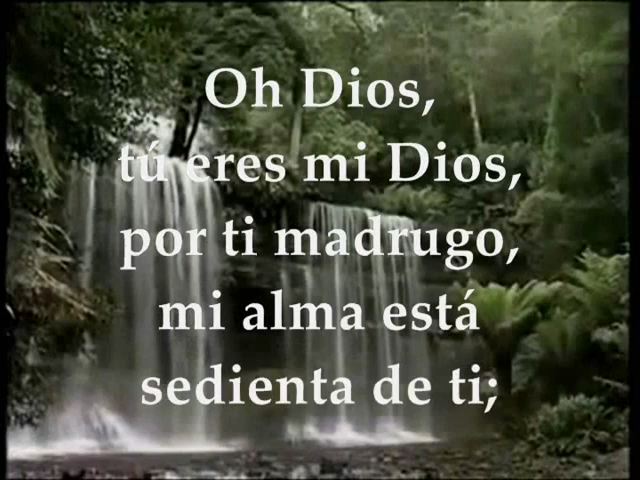 Oh Dios,
tú eres mi Dios,
por ti madrugo,
mi alma está
sedienta de ti;